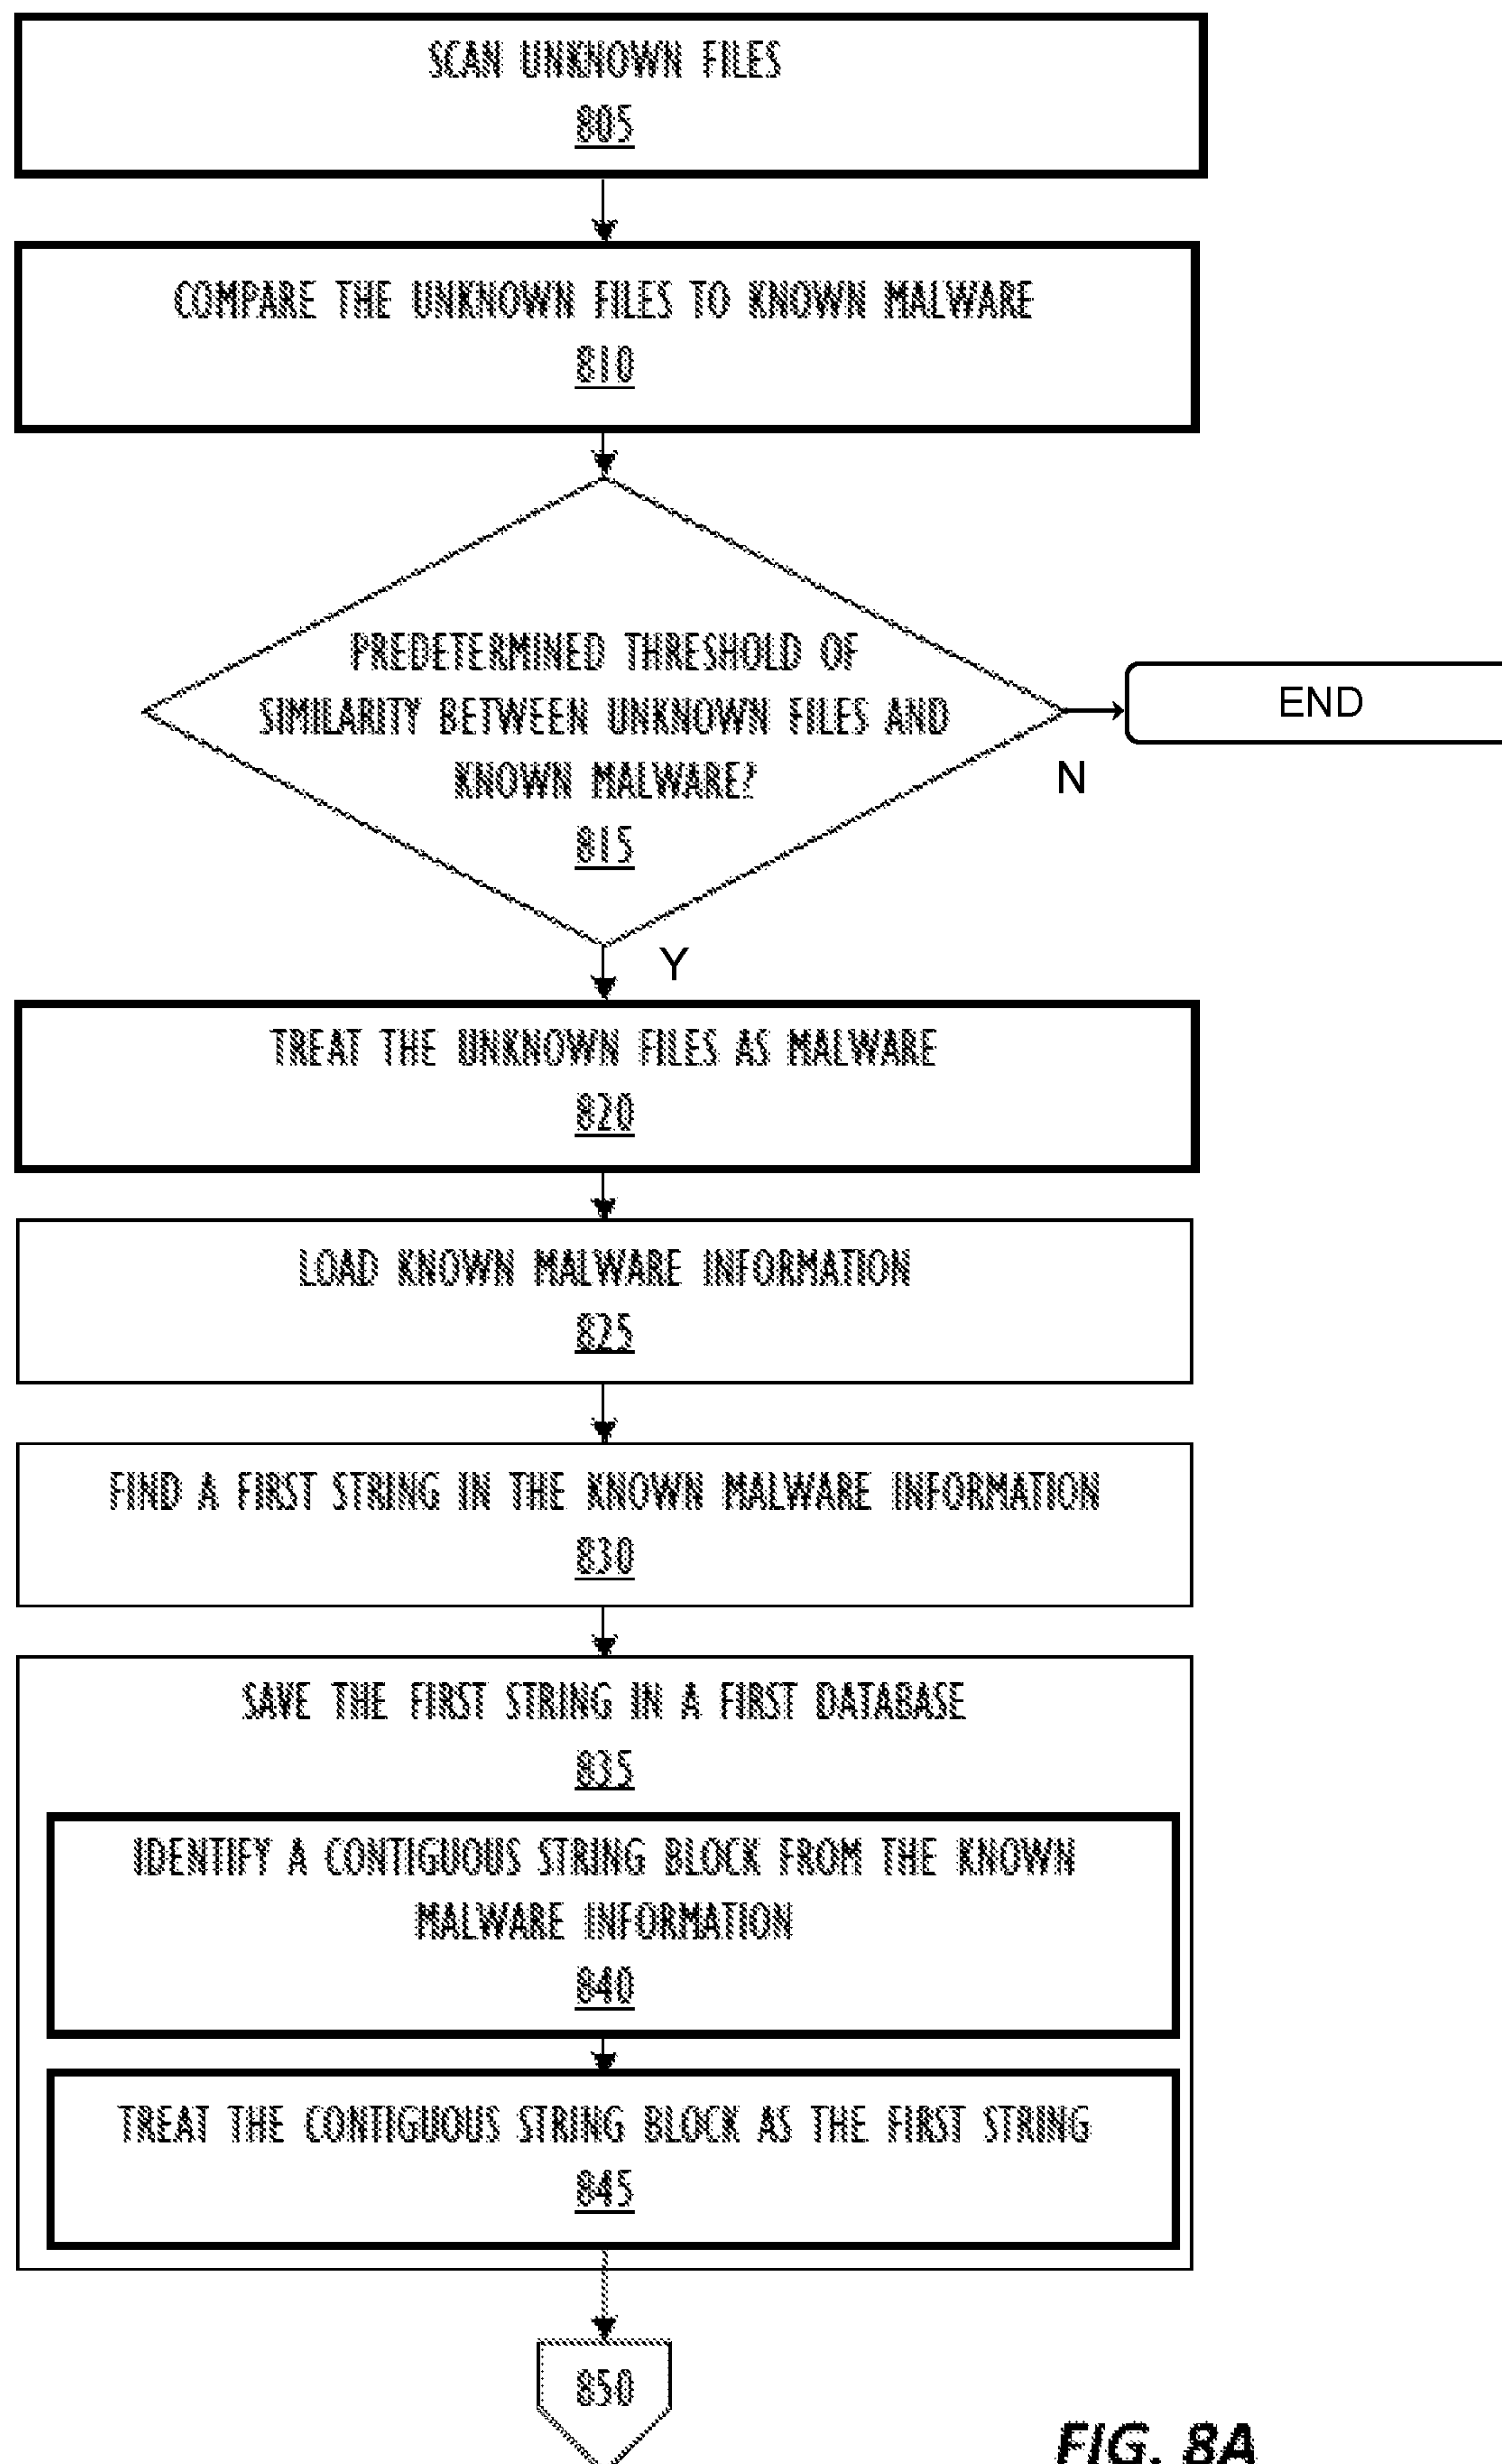 SCAN UNKNOWN FILES
805
COMPARE THE UNKNOWN FILES TO KNOWN MALWARE
810
PREDETERMINED THRESHOLD OF
SIMILARITY BETWEEN UNKNOWN FILES AND
KNOWN MALWARE?
815
END
N
Y
TREAT THE UNKNOWN FILES AS MALWARE
820
LOAD KNOWN MALWARE INFORMATION
825
FIND A FIRST STRING IN THE KNOWN MALWARE INFORMATION
830
SAVE THE FIRST STRING IN A FIRST DATABASE
835
IDENTIFY A CONTIGUOUS STRING BLOCK FROM THE KNOWN
MALWARE INFORMATION
840
TREAT THE CONTIGUOUS STRING BLOCK AS THE FIRST STRING
845
850
FIG. 8A